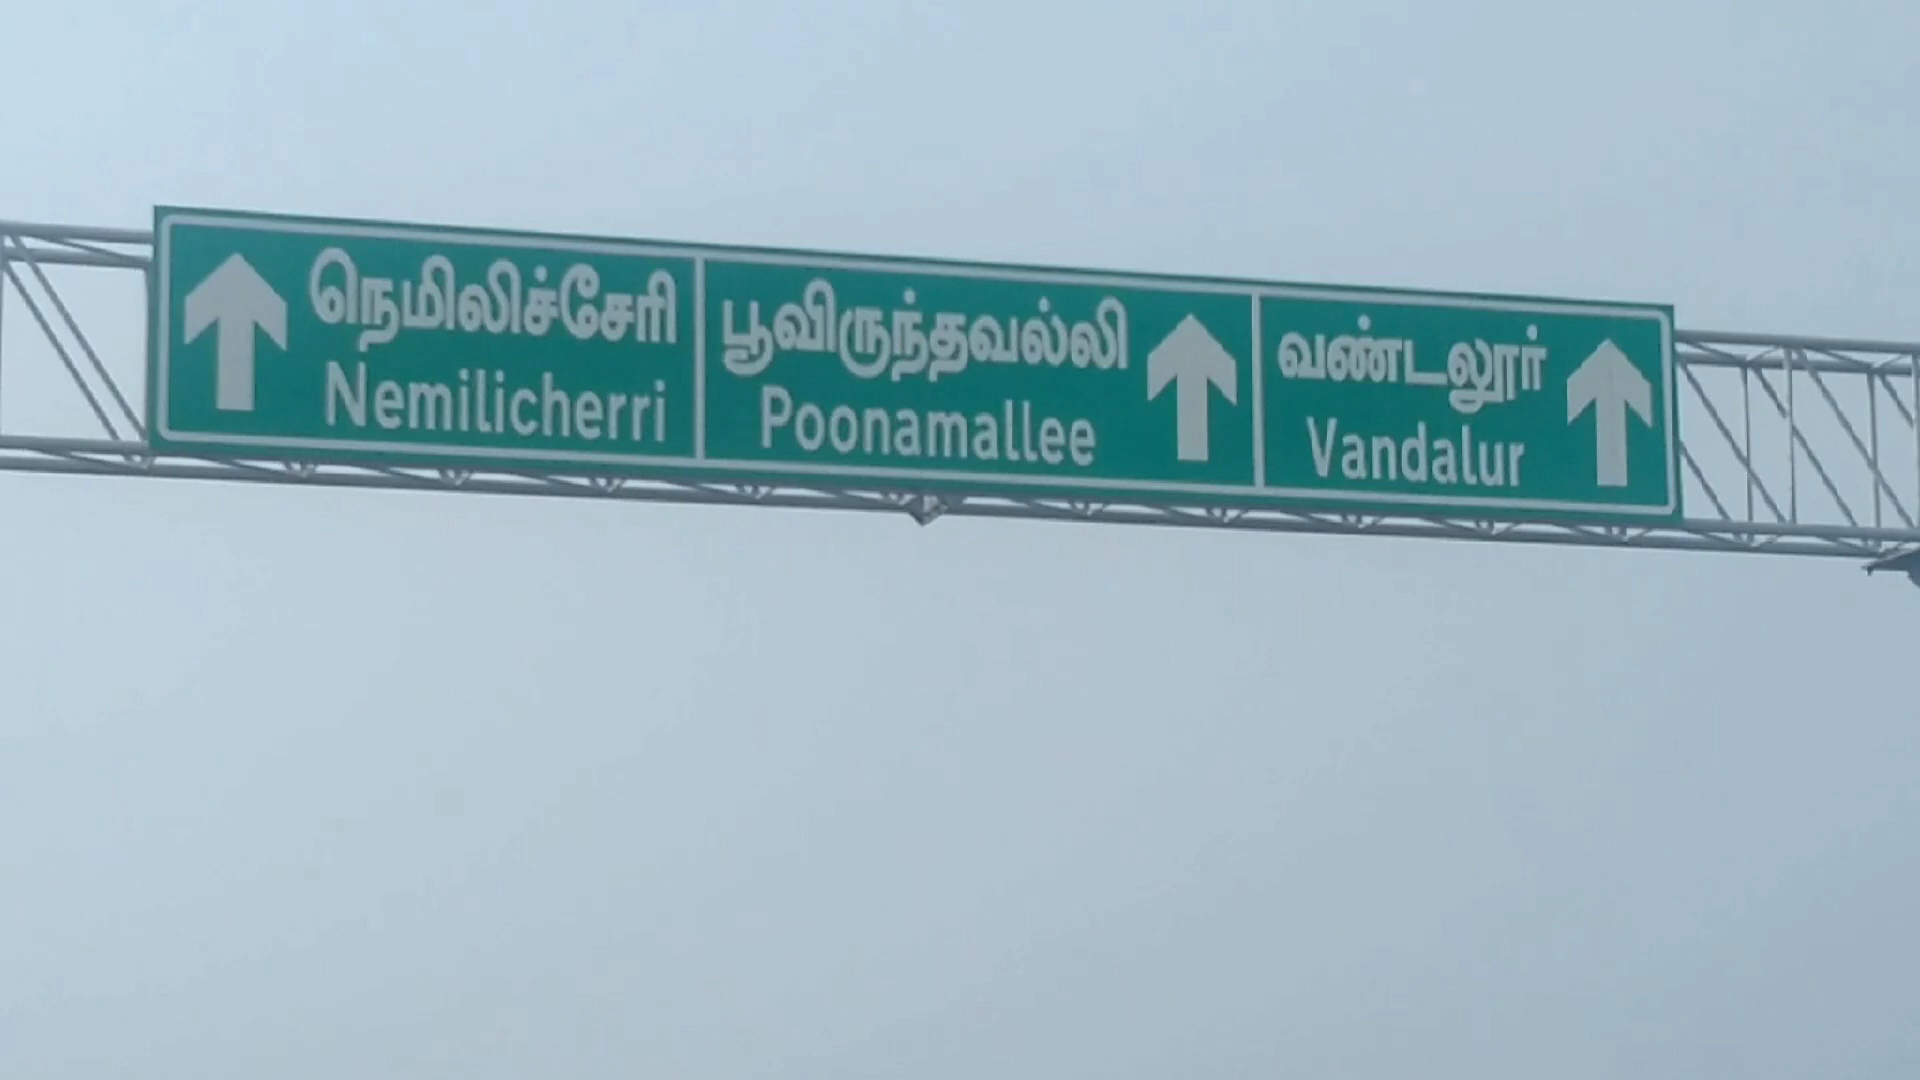 நெமிலிச்சேரி
Nemilicherri
பூவிருந்தவல்லி
Poonamallee
வண்டலூர்
Vandalur